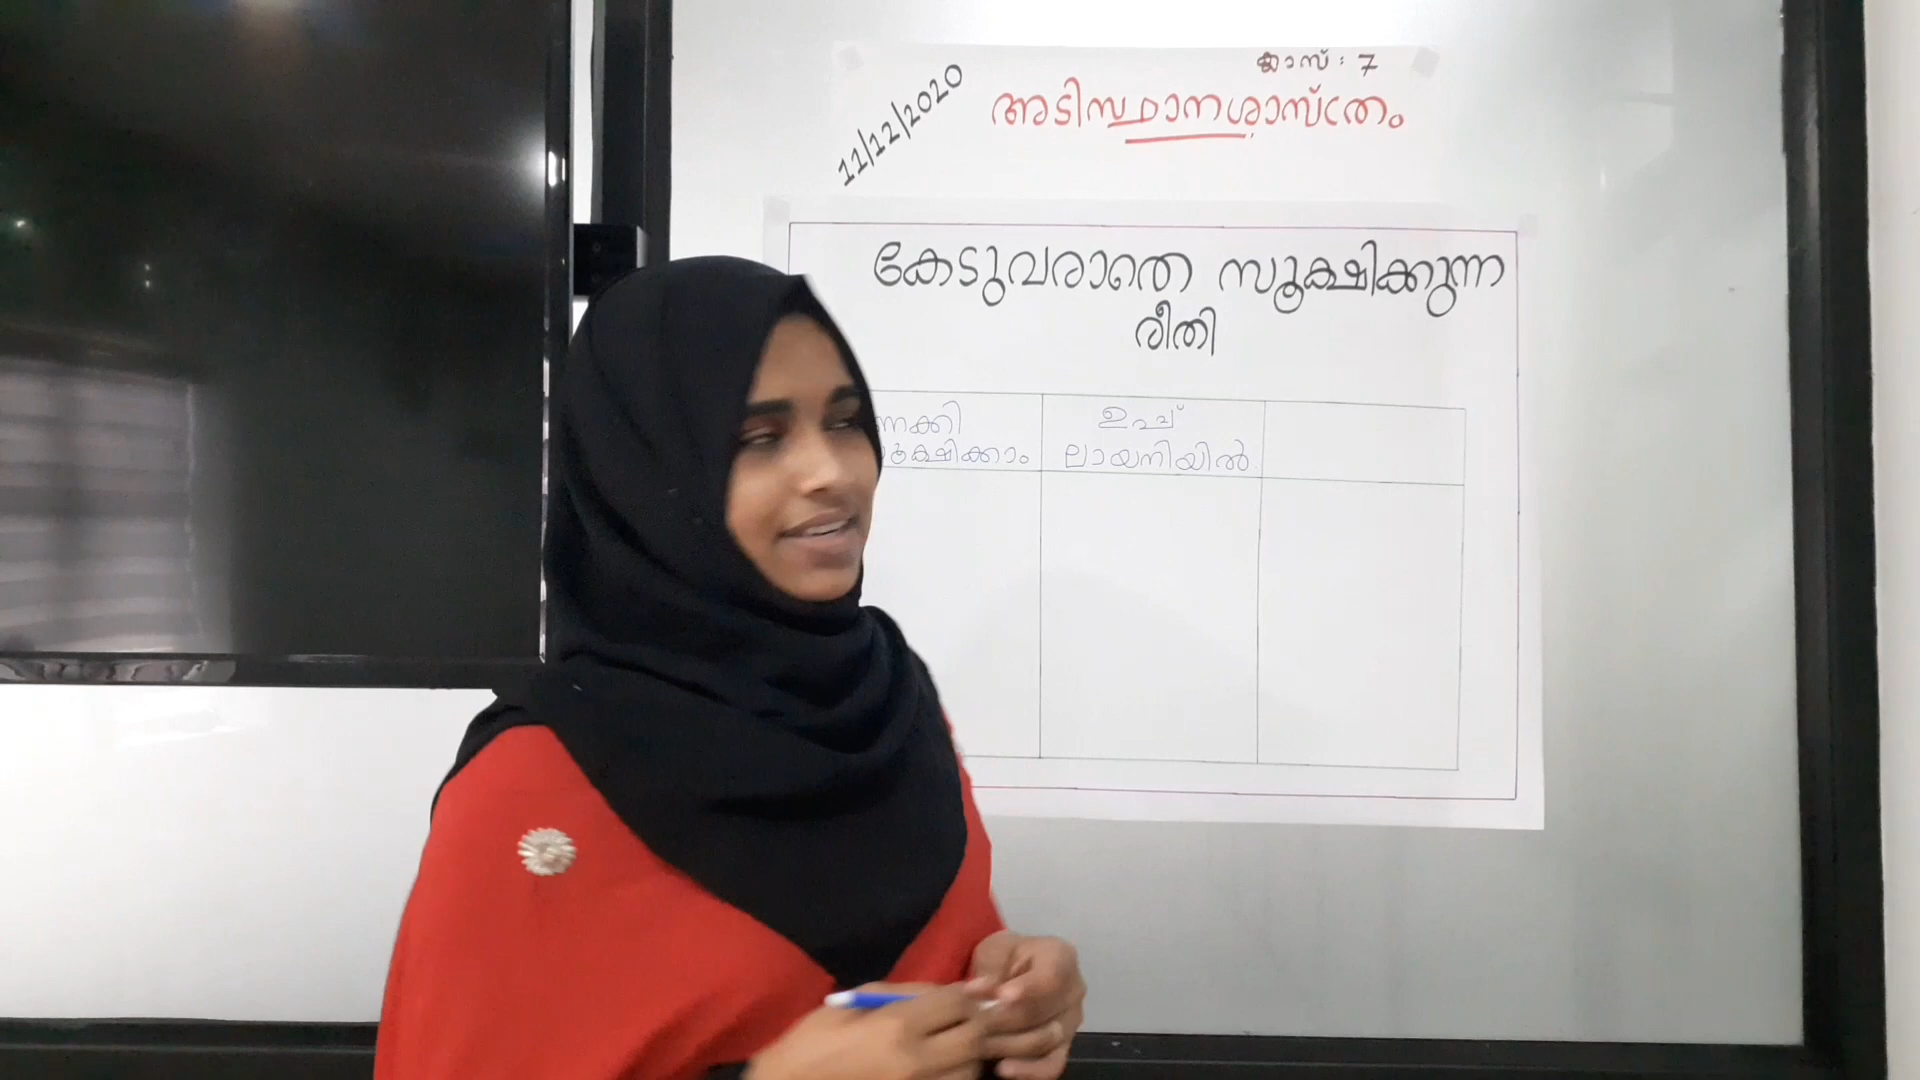 ക്ലാസ് : 7
11/12/2020
അടിസ്ഥാനശാസ്ത്രം
കേടുവരാതെ സൂക്ഷിക്കുന്ന
രീതി
ഉപ്പ്
ലായനിയിൽ